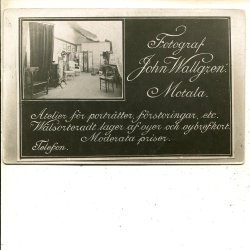 Fotograf
John Wallgren.
Motala.
Atelier för porträtter, förstoringar, etc.
Välsorteradt lager af vyer och vykort.
Moderata priser.
Telefon.